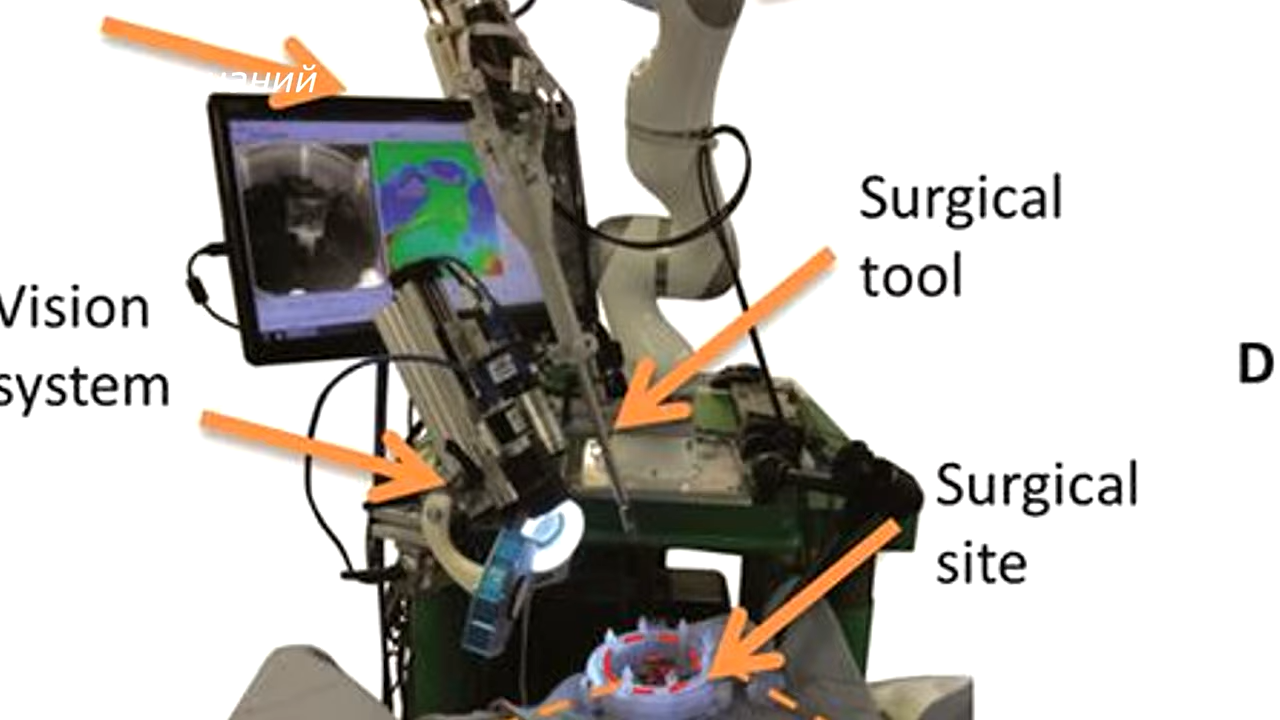 Surgical
tool
Vision
system
D
Surgical
site